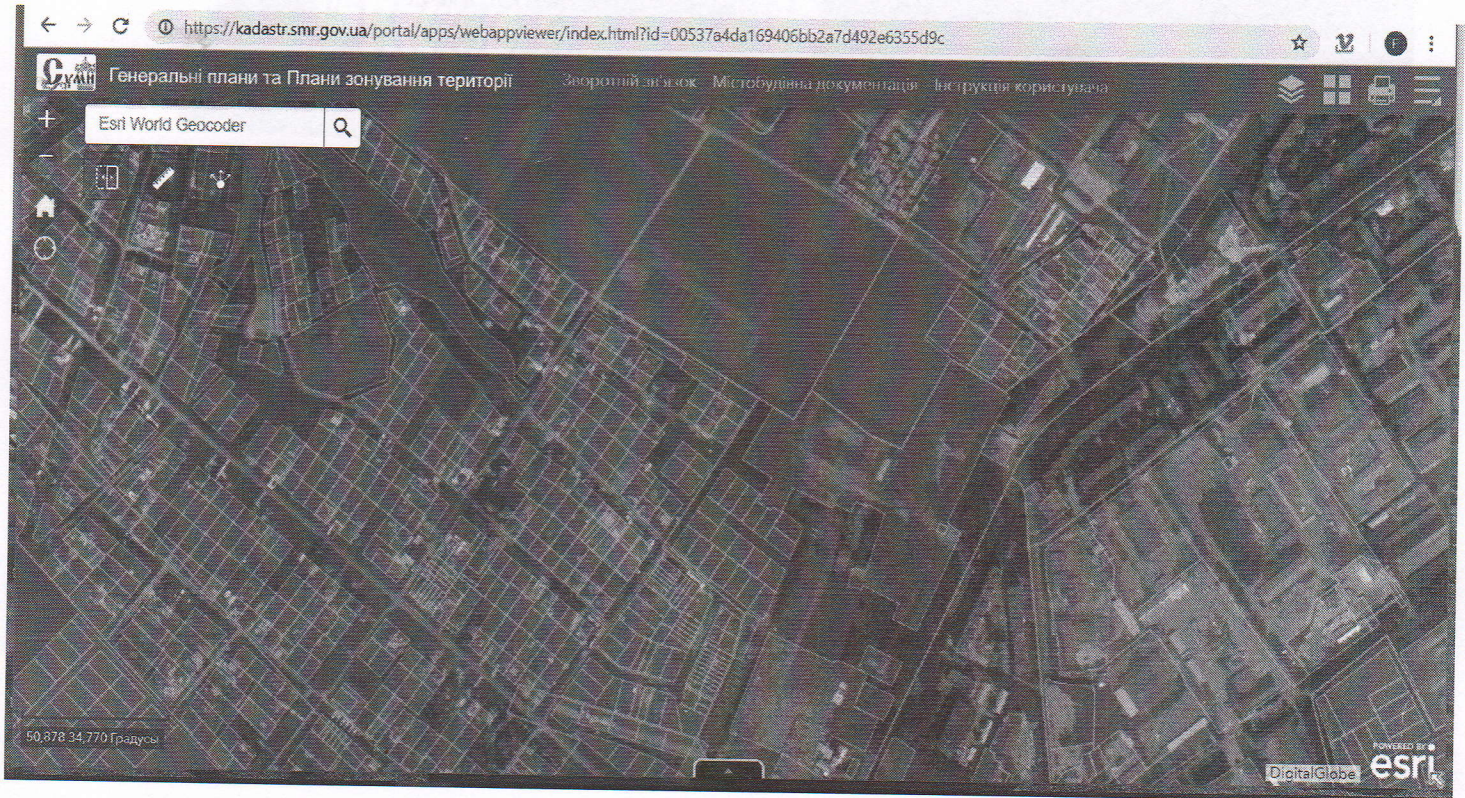 https://kadastr.smr.gov.ua/portal/apps/webappviewer/index.html?id=00537a4da169406bb2a7d492e6355d9c
Суми Генеральні плани та Плани зонування території Зворотній зв'язок Містобудівна документація Інструкція користувача
Esri World Geocoder
50,878 34,770 Градусы
POWERED BY
DigitalGlobe esri